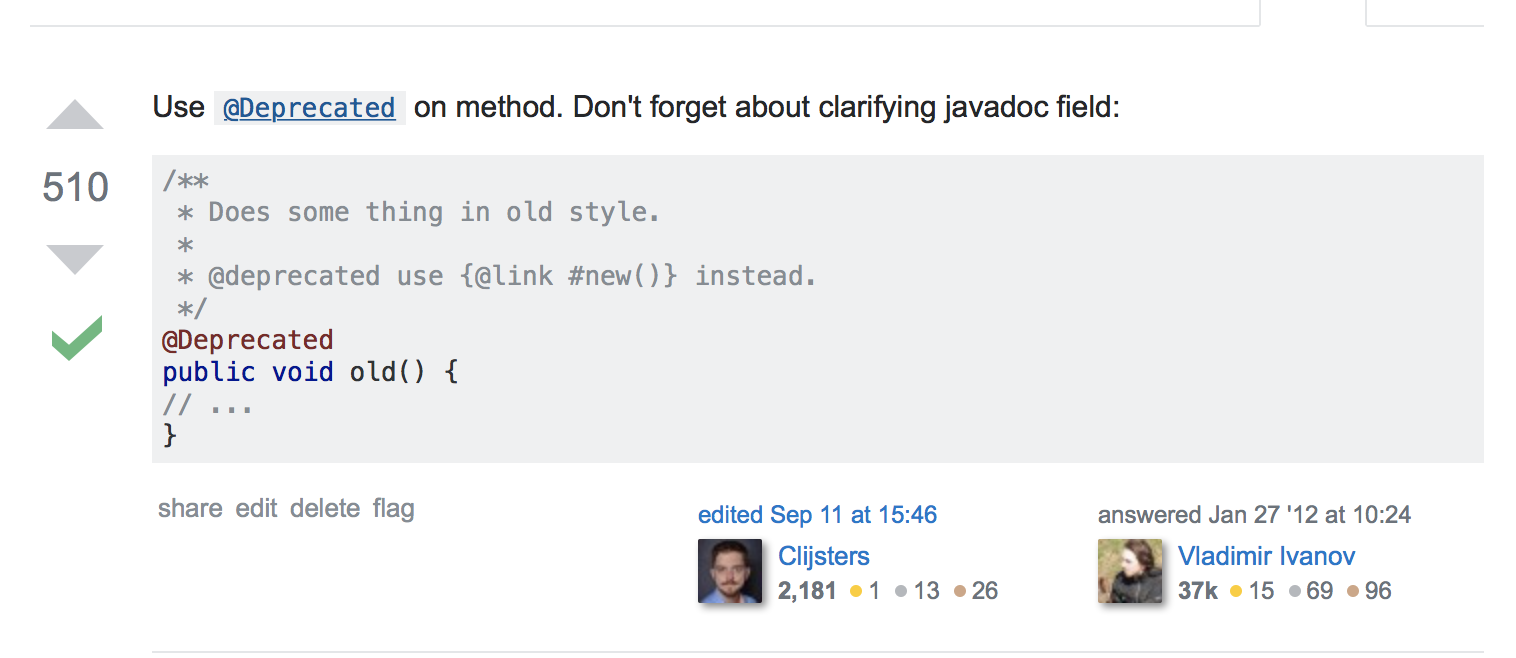 Use @Deprecated on method. Don't forget about clarifying javadoc field:
510
/**
 * Does some thing in old style.
 *
 * @deprecated use {@link #new()} instead.
 */
@Deprecated
public void old() {
// ...
}
share edit delete flag
edited Sep 11 at 15:46
Clijsters
2,181 ● 1 ● 13 ● 26
answered Jan 27 '12 at 10:24
Vladimir Ivanov
37k ● 15 ● 69 ● 96